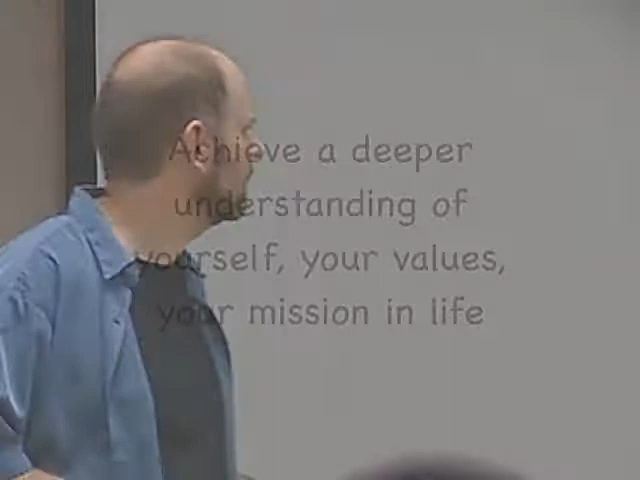 Achieve a deeper
understanding of
yourself, your values,
your mission in life